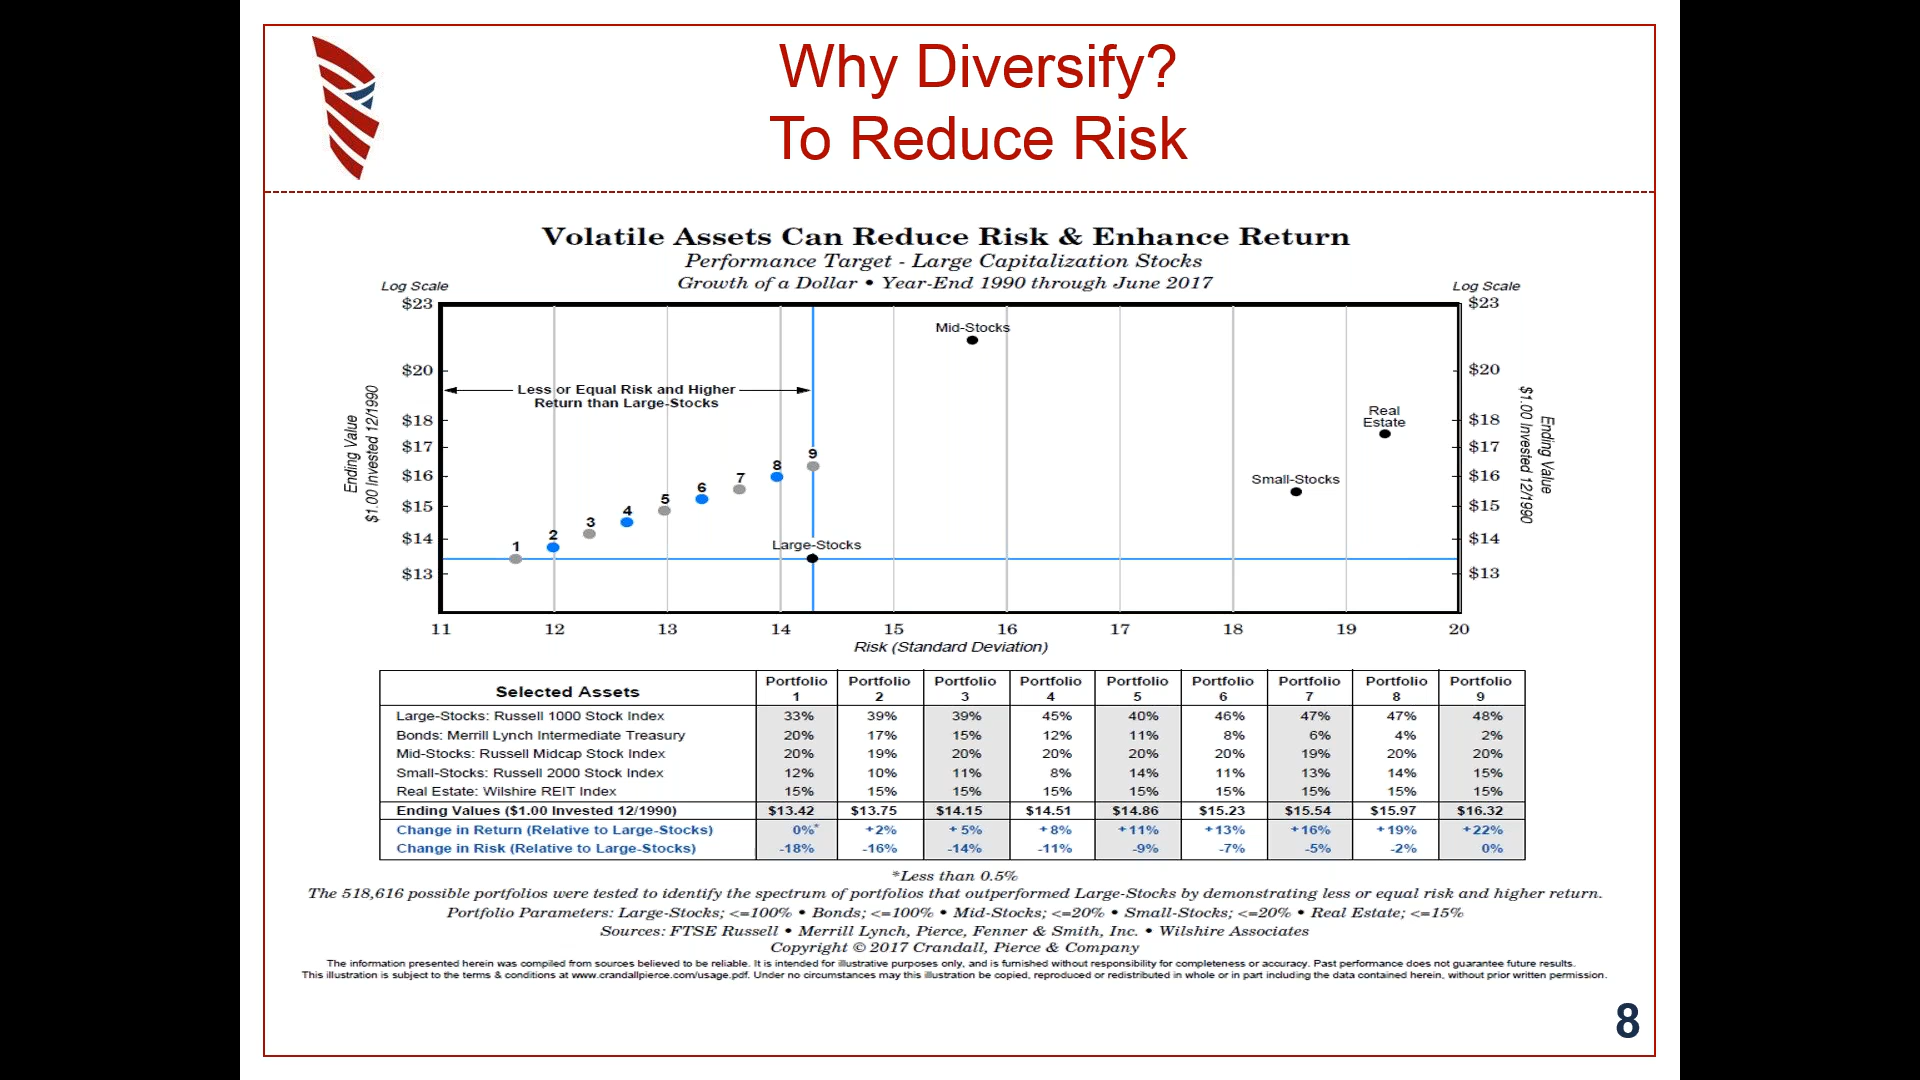 Why Diversify?
To Reduce Risk
Volatile Assets Can Reduce Risk & Enhance Return
Performance Target - Large Capitalization Stocks
Growth of a Dollar • Year-End 1990 through June 2017
Log Scale
Log Scale
$23
$20
$18
$17
$16
$15
$14
$13
Ending Value
$1.00 Invested 12/1990
Less or Equal Risk and Higher
Return than Large-Stocks
1
2
3
4
5
6
7
8
9
Large-Stocks
Mid-Stocks
Small-Stocks
Real
Estate
$23
$20
$18
$17
$16
$15
$14
$13
Ending Value
$1.00 Invested 12/1990
11 12 13 14 15 16 17 18 19 20
Risk (Standard Deviation)
Selected Assets Portfolio 1 Portfolio 2 Portfolio 3 Portfolio 4 Portfolio 5 Portfolio 6 Portfolio 7 Portfolio 8 Portfolio 9
Large-Stocks: Russell 1000 Stock Index 33% 39% 39% 45% 40% 46% 47% 47% 48%
Bonds: Merrill Lynch Intermediate Treasury 20% 17% 15% 12% 11% 8% 6% 4% 2%
Mid-Stocks: Russell Midcap Stock Index 20% 19% 20% 20% 20% 20% 19% 20% 20%
Small-Stocks: Russell 2000 Stock Index 12% 10% 11% 8% 14% 11% 13% 14% 15%
Real Estate: Wilshire REIT Index 15% 15% 15% 15% 15% 15% 15% 15% 15%
Ending Values ($1.00 Invested 12/1990) $13.42 $13.75 $14.15 $14.51 $14.86 $15.23 $15.54 $15.97 $16.32
Change in Return (Relative to Large-Stocks) 0%* +2% +5% +8% +11% +13% +16% +19% +22%
Change in Risk (Relative to Large-Stocks) -18% -16% -14% -11% -9% -7% -5% -2% 0%
*Less than 0.5%
The 518,616 possible portfolios were tested to identify the spectrum of portfolios that outperformed Large-Stocks by demonstrating less or equal risk and higher return.
Portfolio Parameters: Large-Stocks; <=100% • Bonds; <=100% • Mid-Stocks; <=20% • Small-Stocks; <=20% • Real Estate; <=15%
Sources: FTSE Russell • Merrill Lynch, Pierce, Fenner & Smith, Inc. • Wilshire Associates
Copyright © 2017 Crandall, Pierce & Company
The information presented herein was compiled from sources believed to be reliable. It is intended for illustrative purposes only, and is furnished without responsibility for completeness or accuracy. Past performance does not guarantee future results.
This illustration is subject to the terms & conditions at www.crandallpierce.com/usage.pdf. Under no circumstances may this illustration be copied, reproduced or redistributed in whole or in part including the data contained herein, without prior written permission.
8